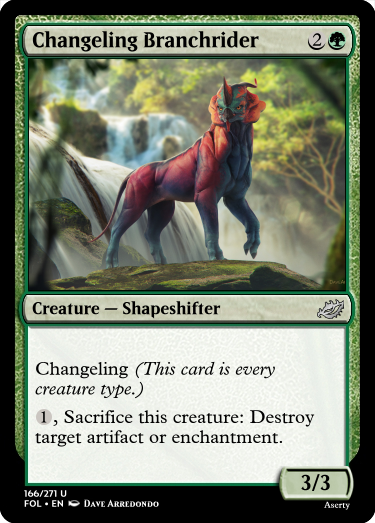 Changeling Branchrider 2
Creature — Shapeshifter
Changeling (This card is every
creature type.)
1, Sacrifice this creature: Destroy
target artifact or enchantment.
3/3
166/271 U
FOL • EN Dave Arredondo
Aserty